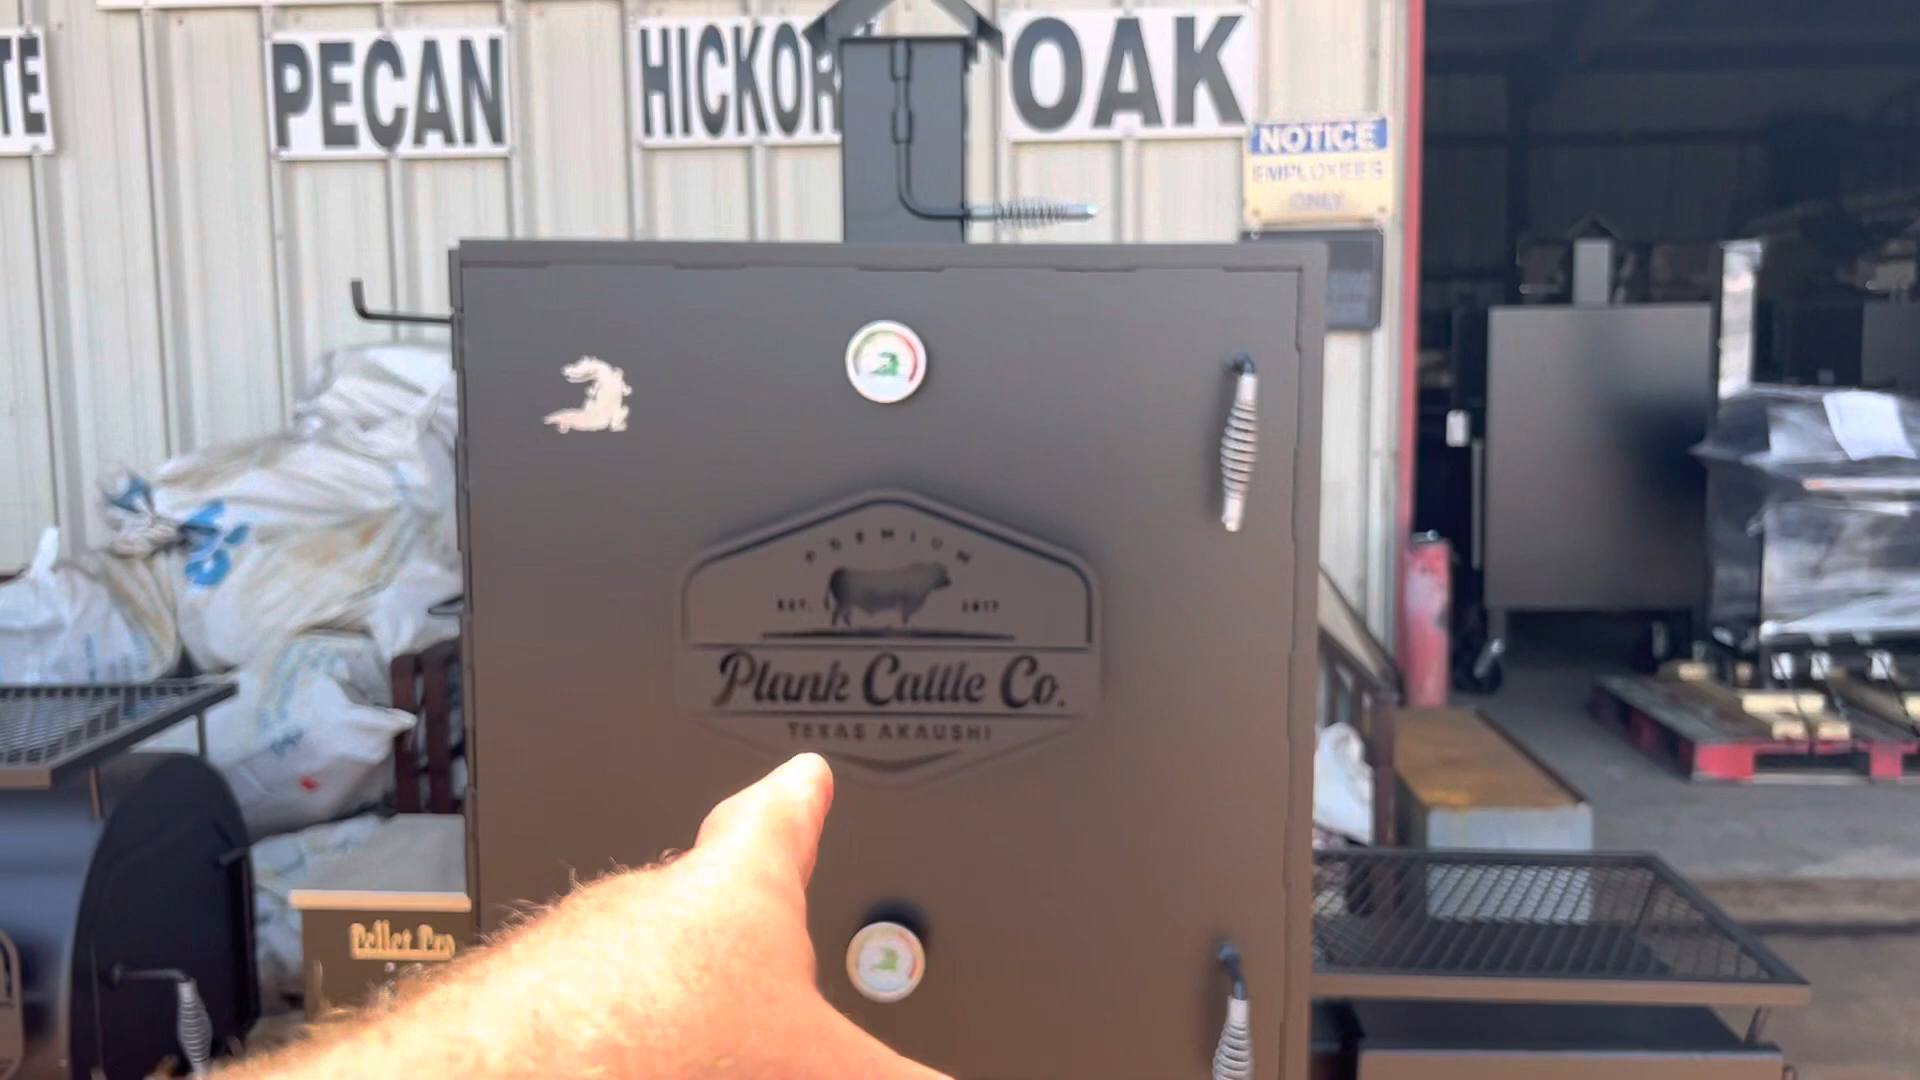 TE
PECAN
HICKOR
OAK
NOTICE
EMPLOYEES
ONLY
PREMIUM
EST. 2017
Plank Cattle Co.
TEXAS AKAUSHI
Pellet Pro